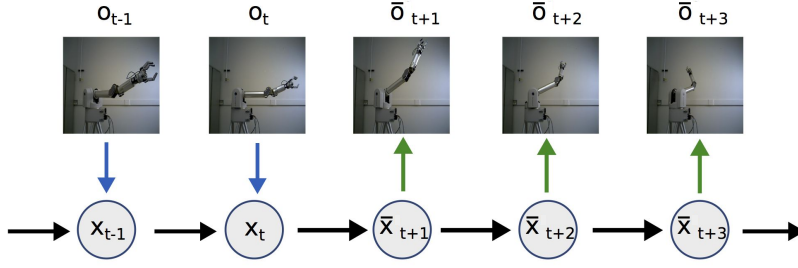 o t-1 o t o̅ t+1 o̅ t+2 o̅ t+3
x t-1 x t x̅ t+1 x̅ t+2 x̅ t+3